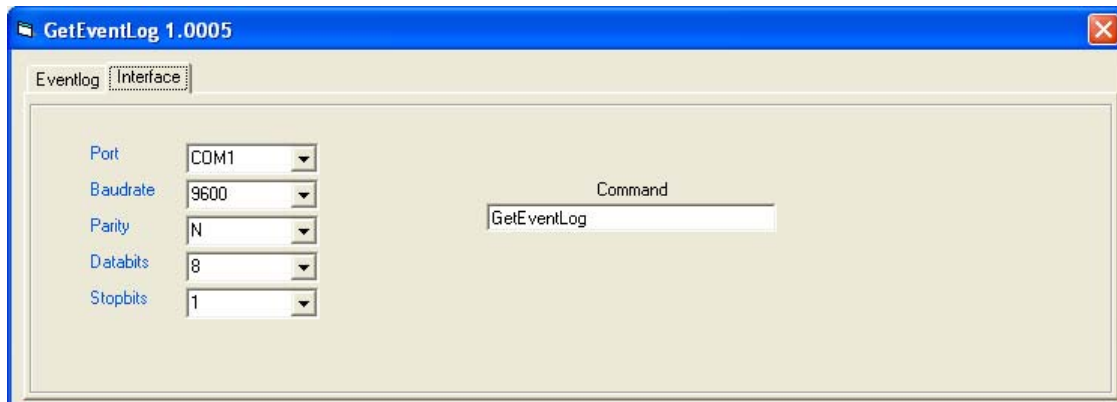 GetEventLog 1.0005
Eventlog Interface
Port COM1
Baudrate 9600
Command
Parity N
GetEventLog
Databits 8
Stopbits 1